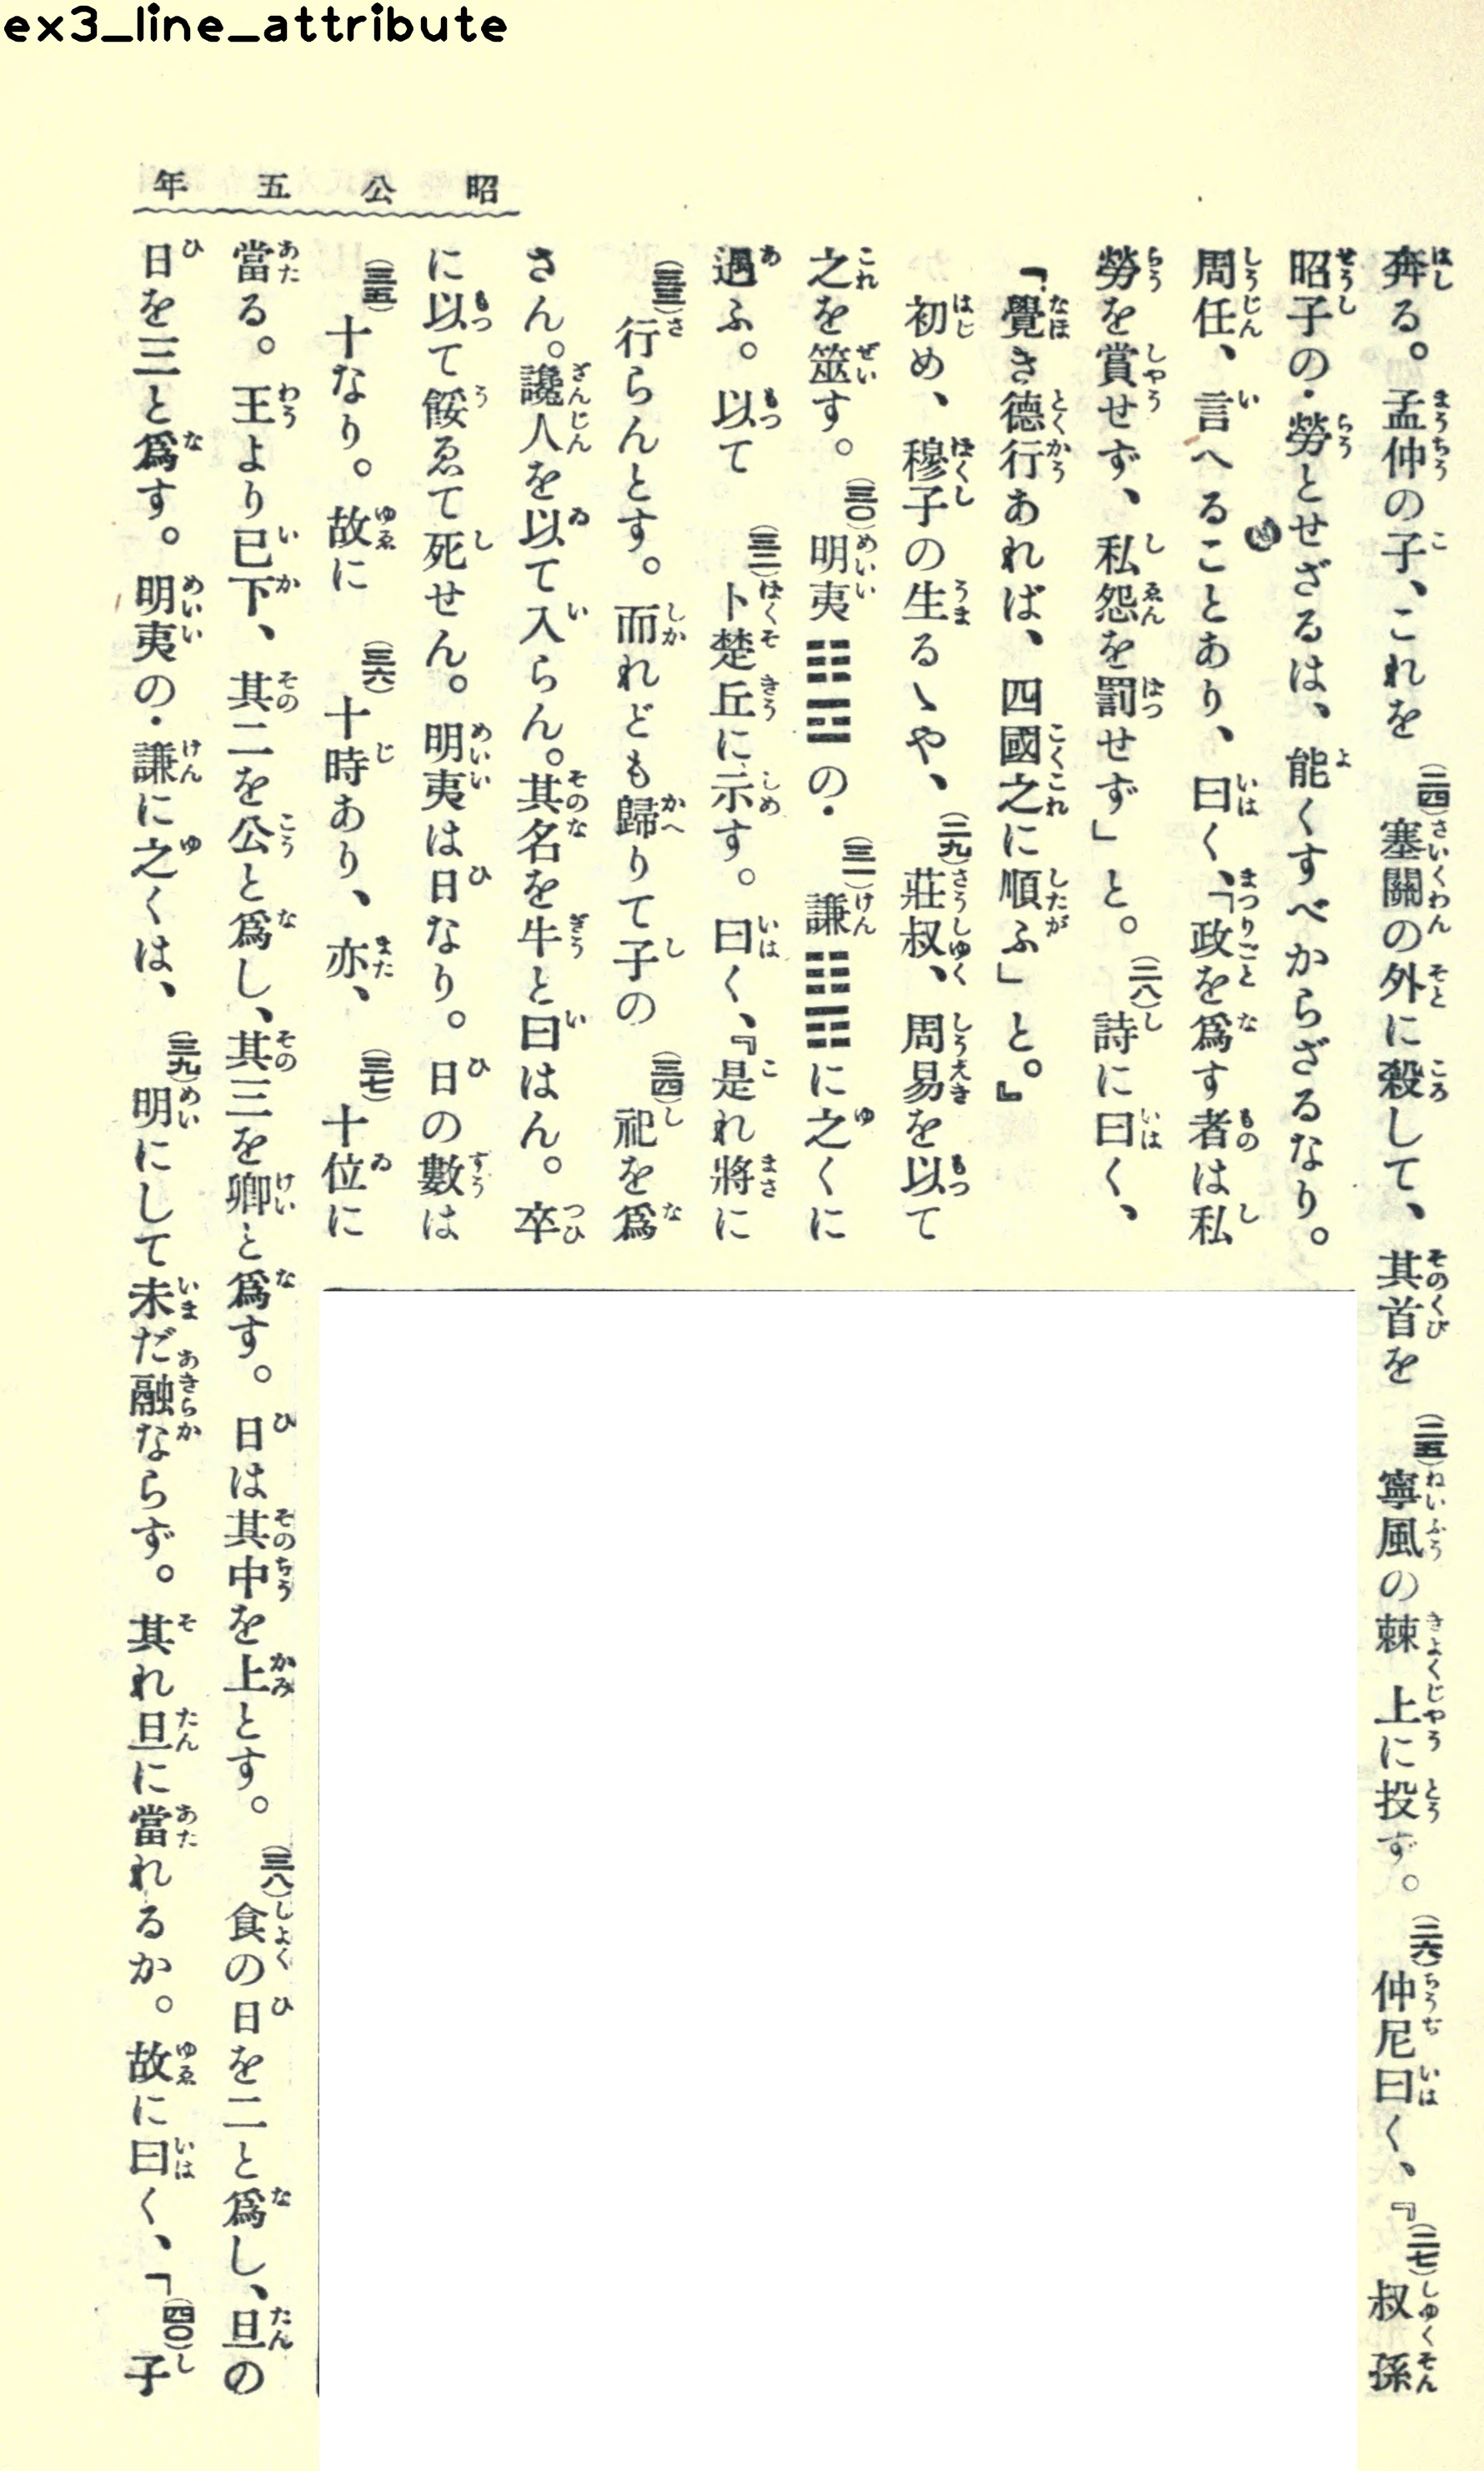 ex3_line_attribute
昭公五年
奔る。孟仲の子、これを(二四)塞關の外に殺して、其首を(二五)寧風の棘上に投ず。(二六)仲尼曰く、『(二七)叔孫
昭子の・勞とせざるは、能くすべからざるなり。
周任、言へることあり、曰く、「政を爲す者は私
勞を賞せず、私怨を罰せず」と。(二八)詩に曰く、
「覺き德行あれば、四國之に順ふ」と。』
初め、穆子の生るゝや、(二九)莊叔、周易を以て
之を筮す。(三〇)明夷䷣の・(三一)謙䷎に之くに
遇ふ。以て(三二)卜楚丘に示す。曰く、『是れ將に
(三三)行らんとす。而れども歸りて子の(三四)祀を爲
さん。讒人を以て入らん。其名を牛と曰はん。卒
に以て餒ゑて死せん。明夷は日なり。日の數は
(三五)十なり。故に(三六)十時あり、亦、(三七)十位に
當る。王より已下、其二を公と爲し、其三を卿と爲す。日は其中を上とす。(三八)食の日を二と爲し、旦の
日を三と爲す。明夷の・謙に之くは、(三九)明にして未だ融ならず。其れ旦に當れるか。故に曰く、「(四〇)子